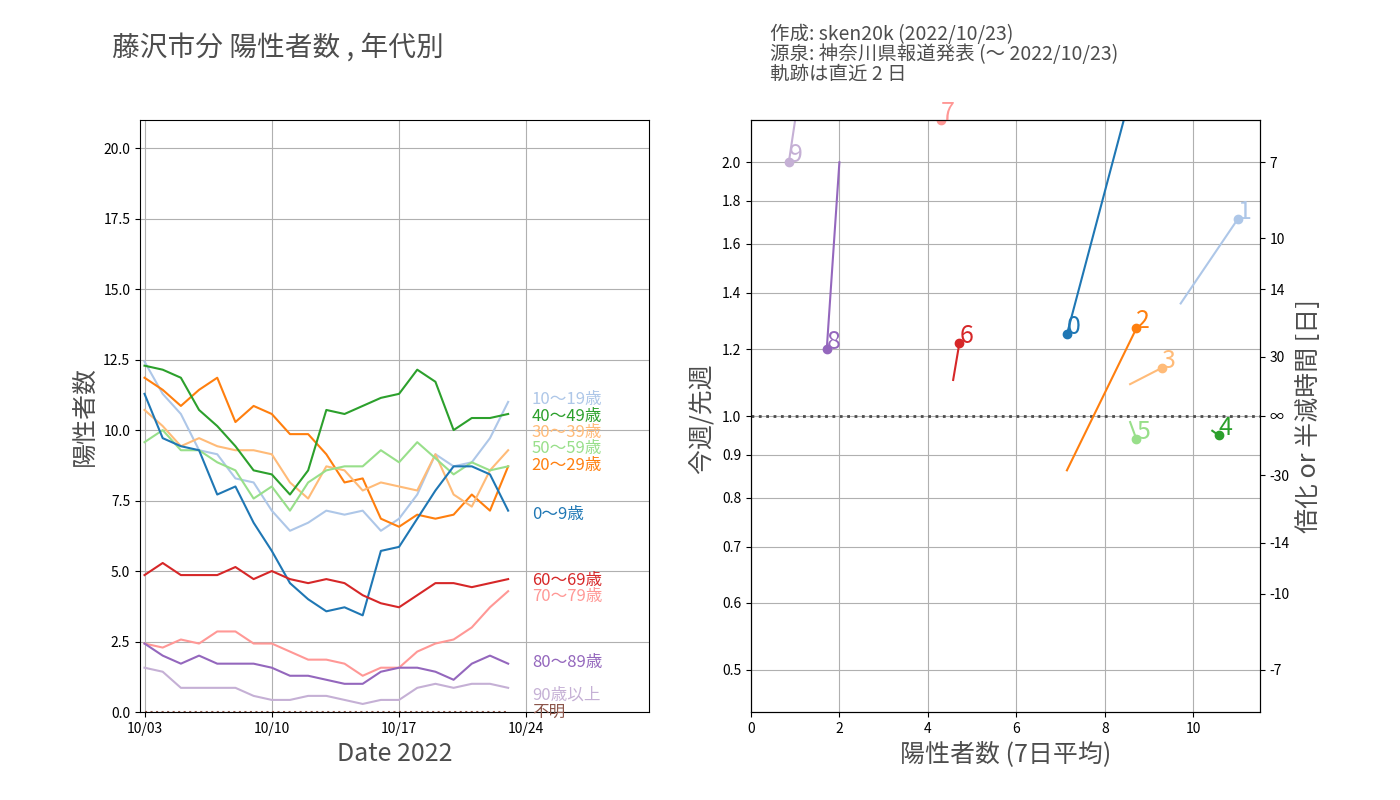 藤沢市分 陽性者数 , 年代別
作成: sken20k (2022/10/23)
源泉: 神奈川県報道発表 (〜 2022/10/23)
軌跡は直近 2 日
陽性者数
20.0
17.5
15.0
12.5
10.0
7.5
5.0
2.5
0.0
10/03
10/10
10/17
10/24
Date 2022
10〜19歳
40〜49歳
30〜39歳
50〜59歳
20〜29歳
0〜9歳
60〜69歳
70〜79歳
80〜89歳
90歳以上
不明
今週/先週
2.0
1.8
1.6
1.4
1.2
1.0
0.9
0.8
0.7
0.6
0.5
0
2
4
6
8
10
陽性者数 (7日平均)
7
9
1
0
2
6
8
3
5
4
7
10
14
30
∞
-30
-14
-10
-7
倍化 or 半減時間 [日]